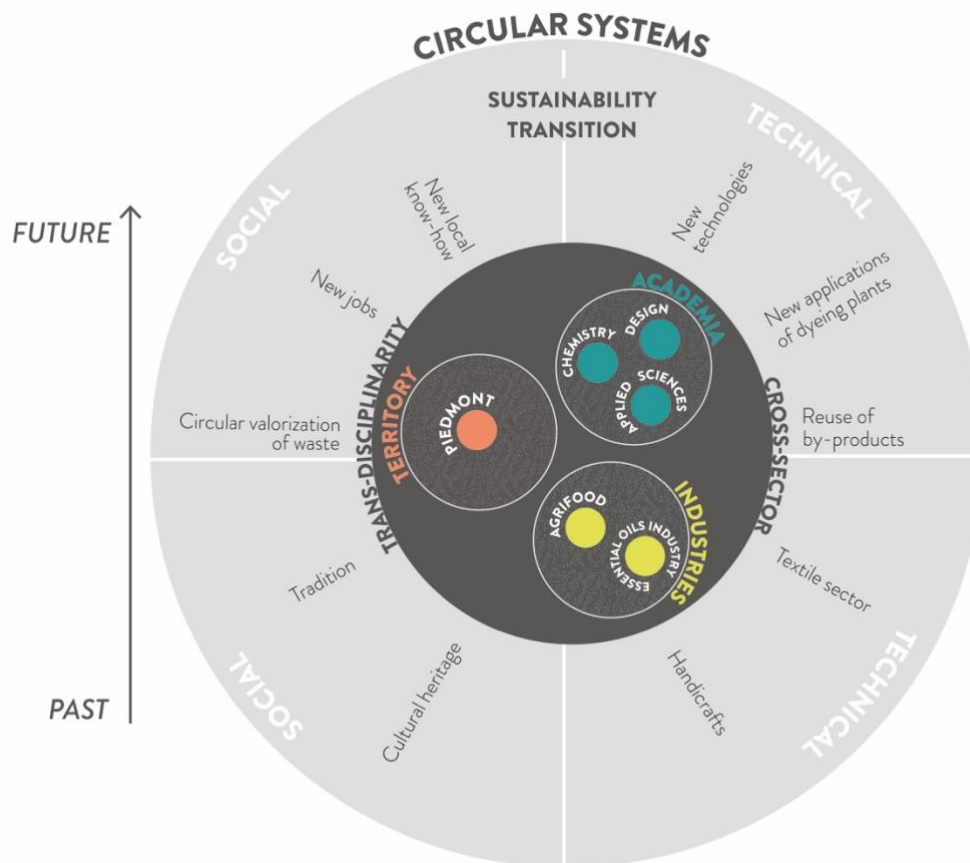 CIRCULAR SYSTEMS
SUSTAINABILITY
TRANSITION
SOCIAL
TECHNICAL
FUTURE
New local
know-how
New
technologies
New jobs
New applications
of dyeing plants
ACADEMIA
CHEMISTRY
DESIGN
APPLIED SCIENCES
TRANS-DISCIPLINARITY
TERRITORY
PIEDMONT
CROSS-SECTOR
Circular valorization
of waste
Reuse of
by-products
INDUSTRIES
AGRIFOOD
ESSENTIAL OILS INDUSTRY
Tradition
Textile sector
Cultural heritage
Handicrafts
SOCIAL
TECHNICAL
PAST